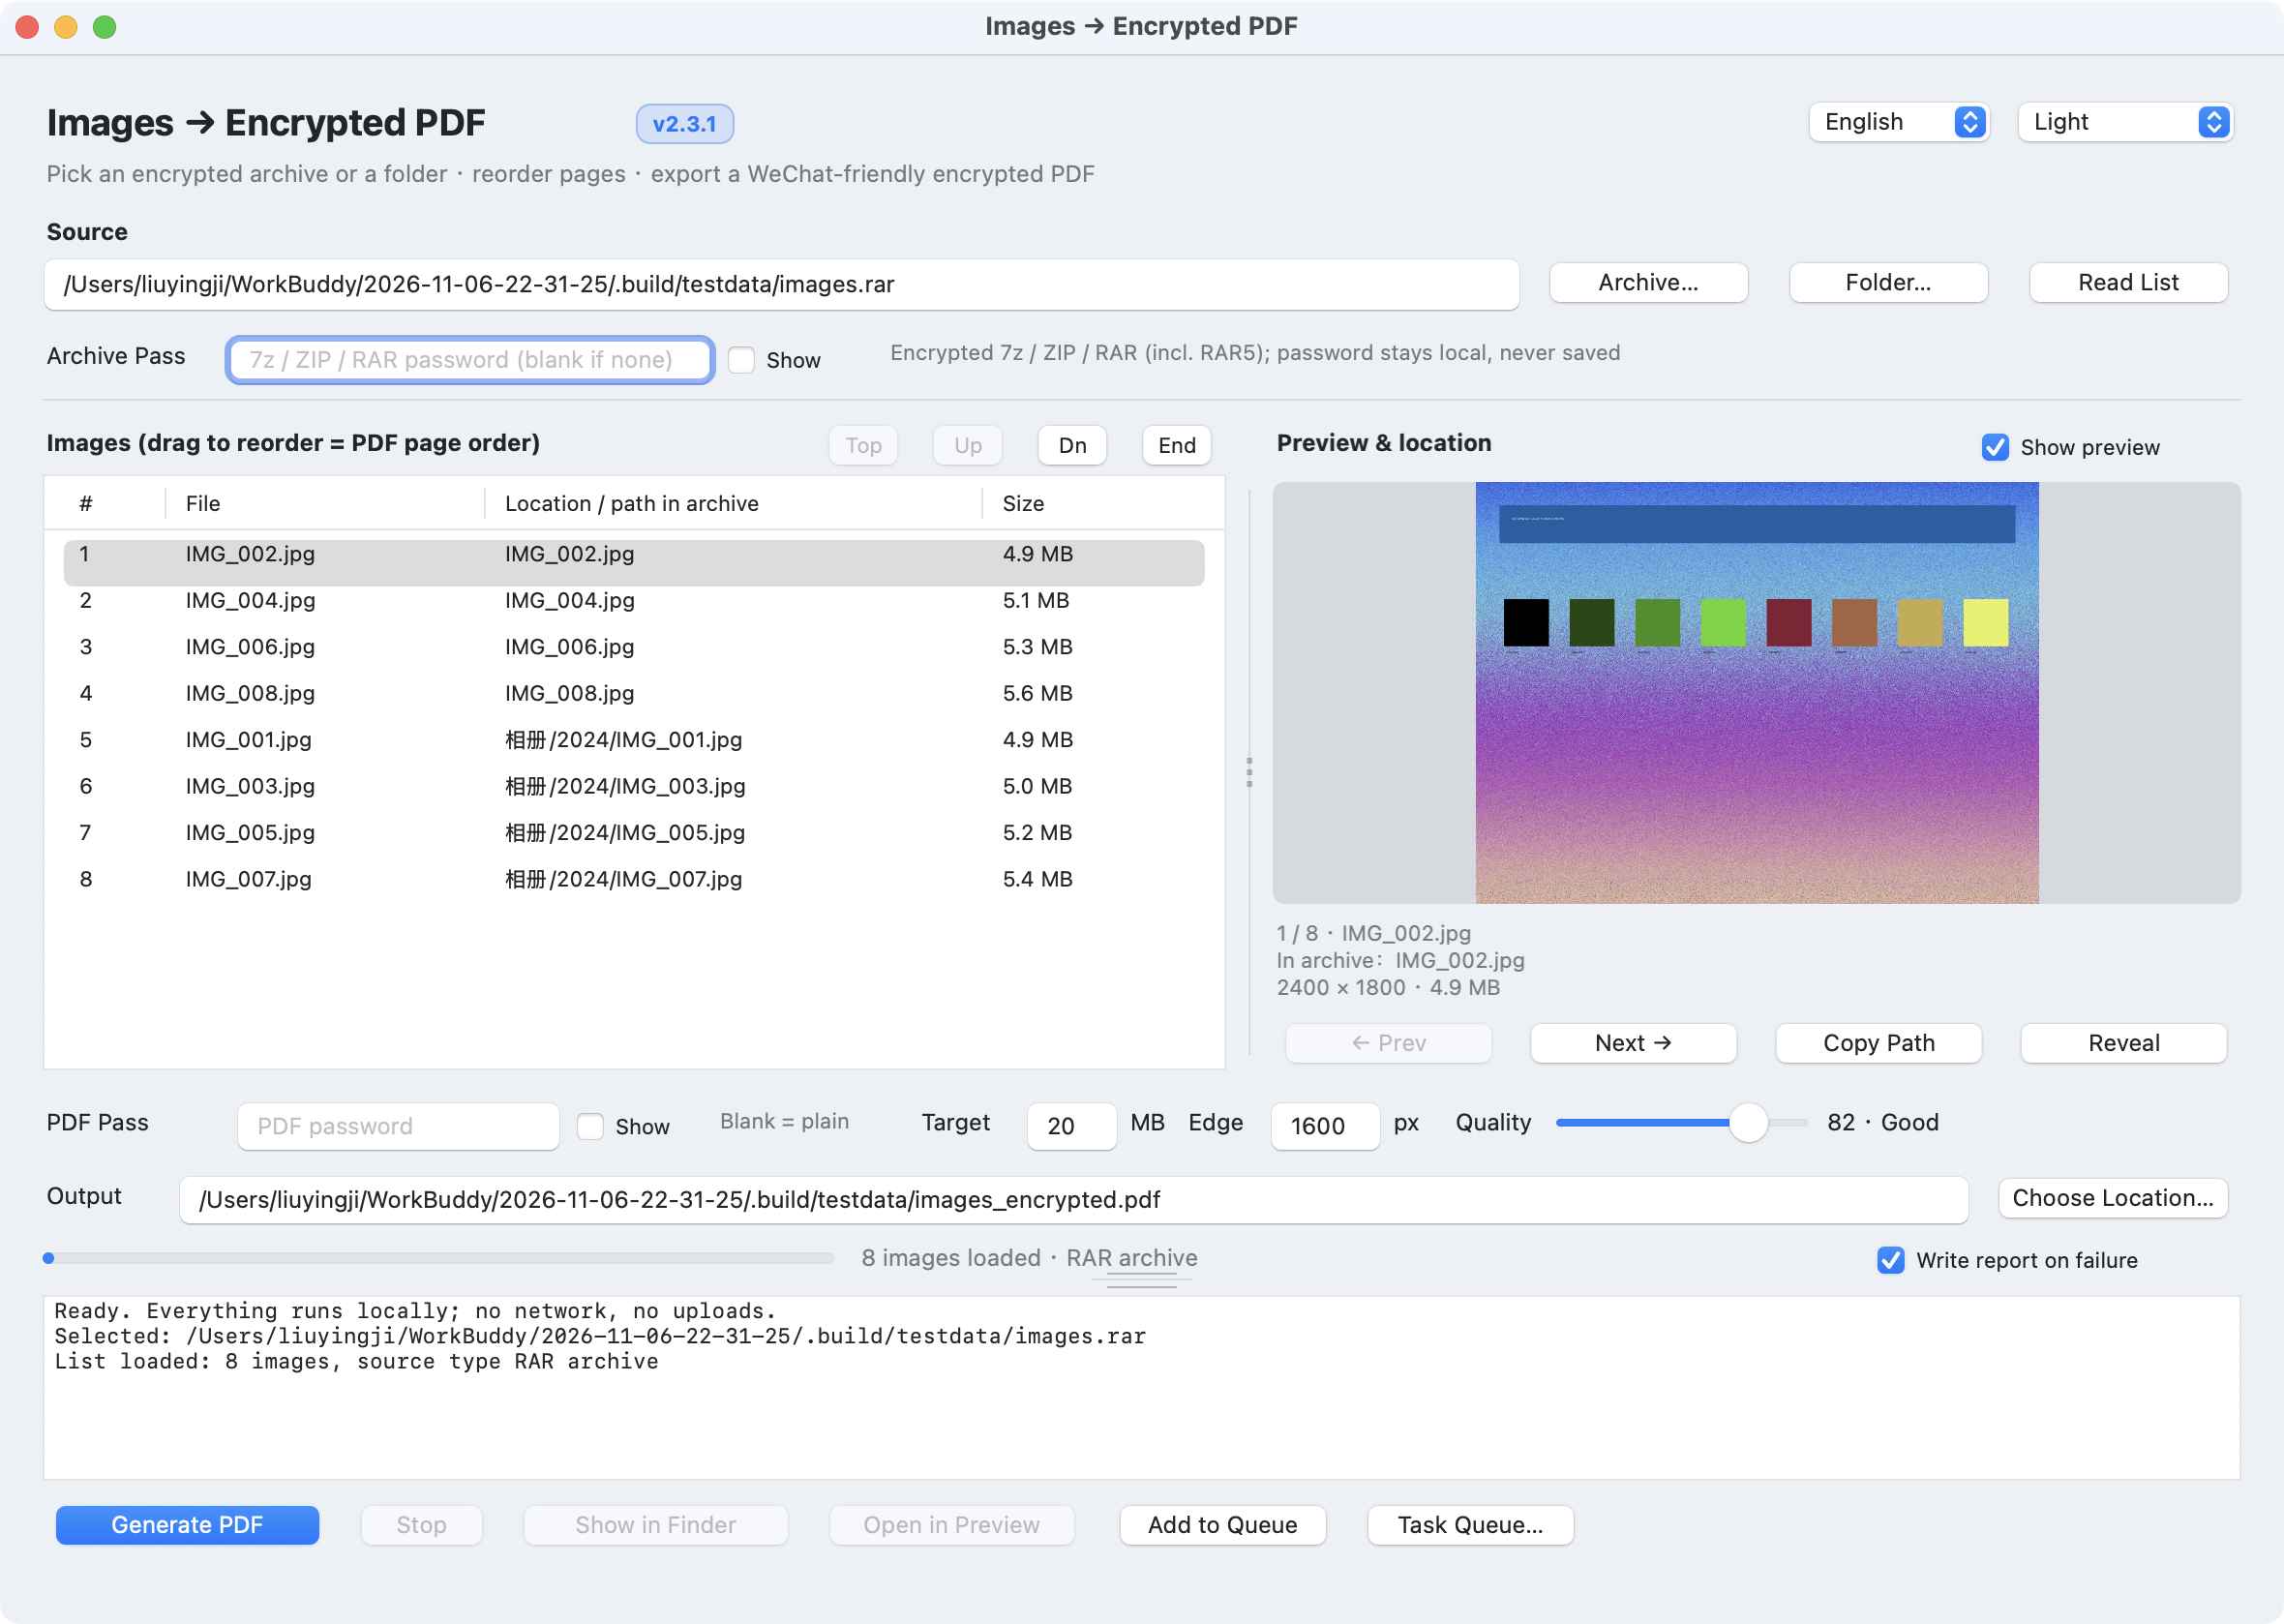 Images → Encrypted PDF
Images → Encrypted PDF v2.3.1 English Light
Pick an encrypted archive or a folder · reorder pages · export a WeChat-friendly encrypted PDF
Source
/Users/liuyingji/WorkBuddy/2026-11-06-22-31-25/.build/testdata/images.rar Archive... Folder... Read List
Archive Pass 7z / ZIP / RAR password (blank if none) Show Encrypted 7z / ZIP / RAR (incl. RAR5); password stays local, never saved
Images (drag to reorder = PDF page order) Top Up Dn End
# File Location / path in archive Size
1 IMG_002.jpg IMG_002.jpg 4.9 MB
2 IMG_004.jpg IMG_004.jpg 5.1 MB
3 IMG_006.jpg IMG_006.jpg 5.3 MB
4 IMG_008.jpg IMG_008.jpg 5.6 MB
5 IMG_001.jpg 相册/2024/IMG_001.jpg 4.9 MB
6 IMG_003.jpg 相册/2024/IMG_003.jpg 5.0 MB
7 IMG_005.jpg 相册/2024/IMG_005.jpg 5.2 MB
8 IMG_007.jpg 相册/2024/IMG_007.jpg 5.4 MB
Preview & location Show preview
1 / 8 · IMG_002.jpg
In archive: IMG_002.jpg
2400 × 1800 · 4.9 MB
← Prev Next → Copy Path Reveal
PDF Pass PDF password Show Blank = plain Target 20 MB Edge 1600 px Quality 82 · Good
Output /Users/liuyingji/WorkBuddy/2026-11-06-22-31-25/.build/testdata/images_encrypted.pdf Choose Location...
8 images loaded · RAR archive Write report on failure
Ready. Everything runs locally; no network, no uploads.
Selected: /Users/liuyingji/WorkBuddy/2026-11-06-22-31-25/.build/testdata/images.rar
List loaded: 8 images, source type RAR archive
Generate PDF Stop Show in Finder Open in Preview Add to Queue Task Queue...